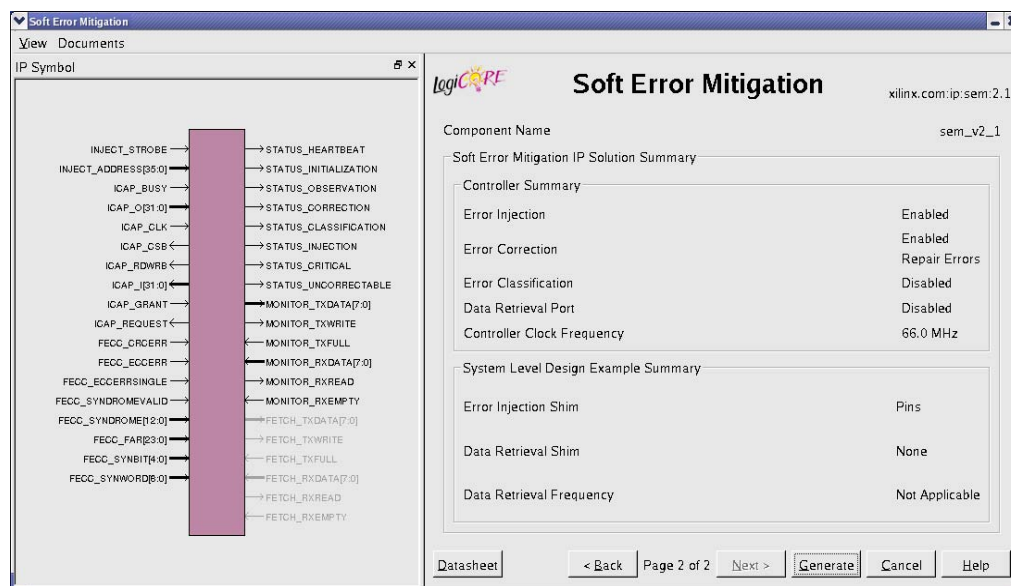 Soft Error Mitigation
View Documents
IP Symbol
INJECT_STROBE
INJECT_ADDRESS[35:0]
ICAP_BUSY
ICAP_O[31:0]
ICAP_CLK
ICAP_CSB
ICAP_RDWRB
ICAP_I[31:0]
ICAP_GRANT
ICAP_REQUEST
FECC_CRCERR
FECC_ECCERR
FECC_ECCERRSINGLE
FECC_SYNDROMEVALID
FECC_SYNDROME[12:0]
FECC_FAR[23:0]
FECC_SYNBIT[4:0]
FECC_SYNWORD[6:0]
STATUS_HEARTBEAT
STATUS_INITIALIZATION
STATUS_OBSERVATION
STATUS_CORRECTION
STATUS_CLASSIFICATION
STATUS_INJECTION
STATUS_CRITICAL
STATUS_UNCORRECTABLE
MONITOR_TXDATA[7:0]
MONITOR_TXWRITE
MONITOR_TXFULL
MONITOR_RXDATA[7:0]
MONITOR_RXREAD
MONITOR_RXEMPTY
FETCH_TXDATA[7:0]
FETCH_TXWRITE
FETCH_TXFULL
FETCH_RXDATA[7:0]
FETCH_RXREAD
FETCH_RXEMPTY
LogiCORE
Soft Error Mitigation
xilinx.com:ip:sem:2.1
Component Name sem_v2_1
Soft Error Mitigation IP Solution Summary
Controller Summary
Error Injection Enabled
Error Correction Enabled
Repair Errors
Error Classification Disabled
Data Retrieval Port Disabled
Controller Clock Frequency 66.0 MHz
System Level Design Example Summary
Error Injection Shim Pins
Data Retrieval Shim None
Data Retrieval Frequency Not Applicable
Datasheet < Back Page 2 of 2 Next > Generate Cancel Help